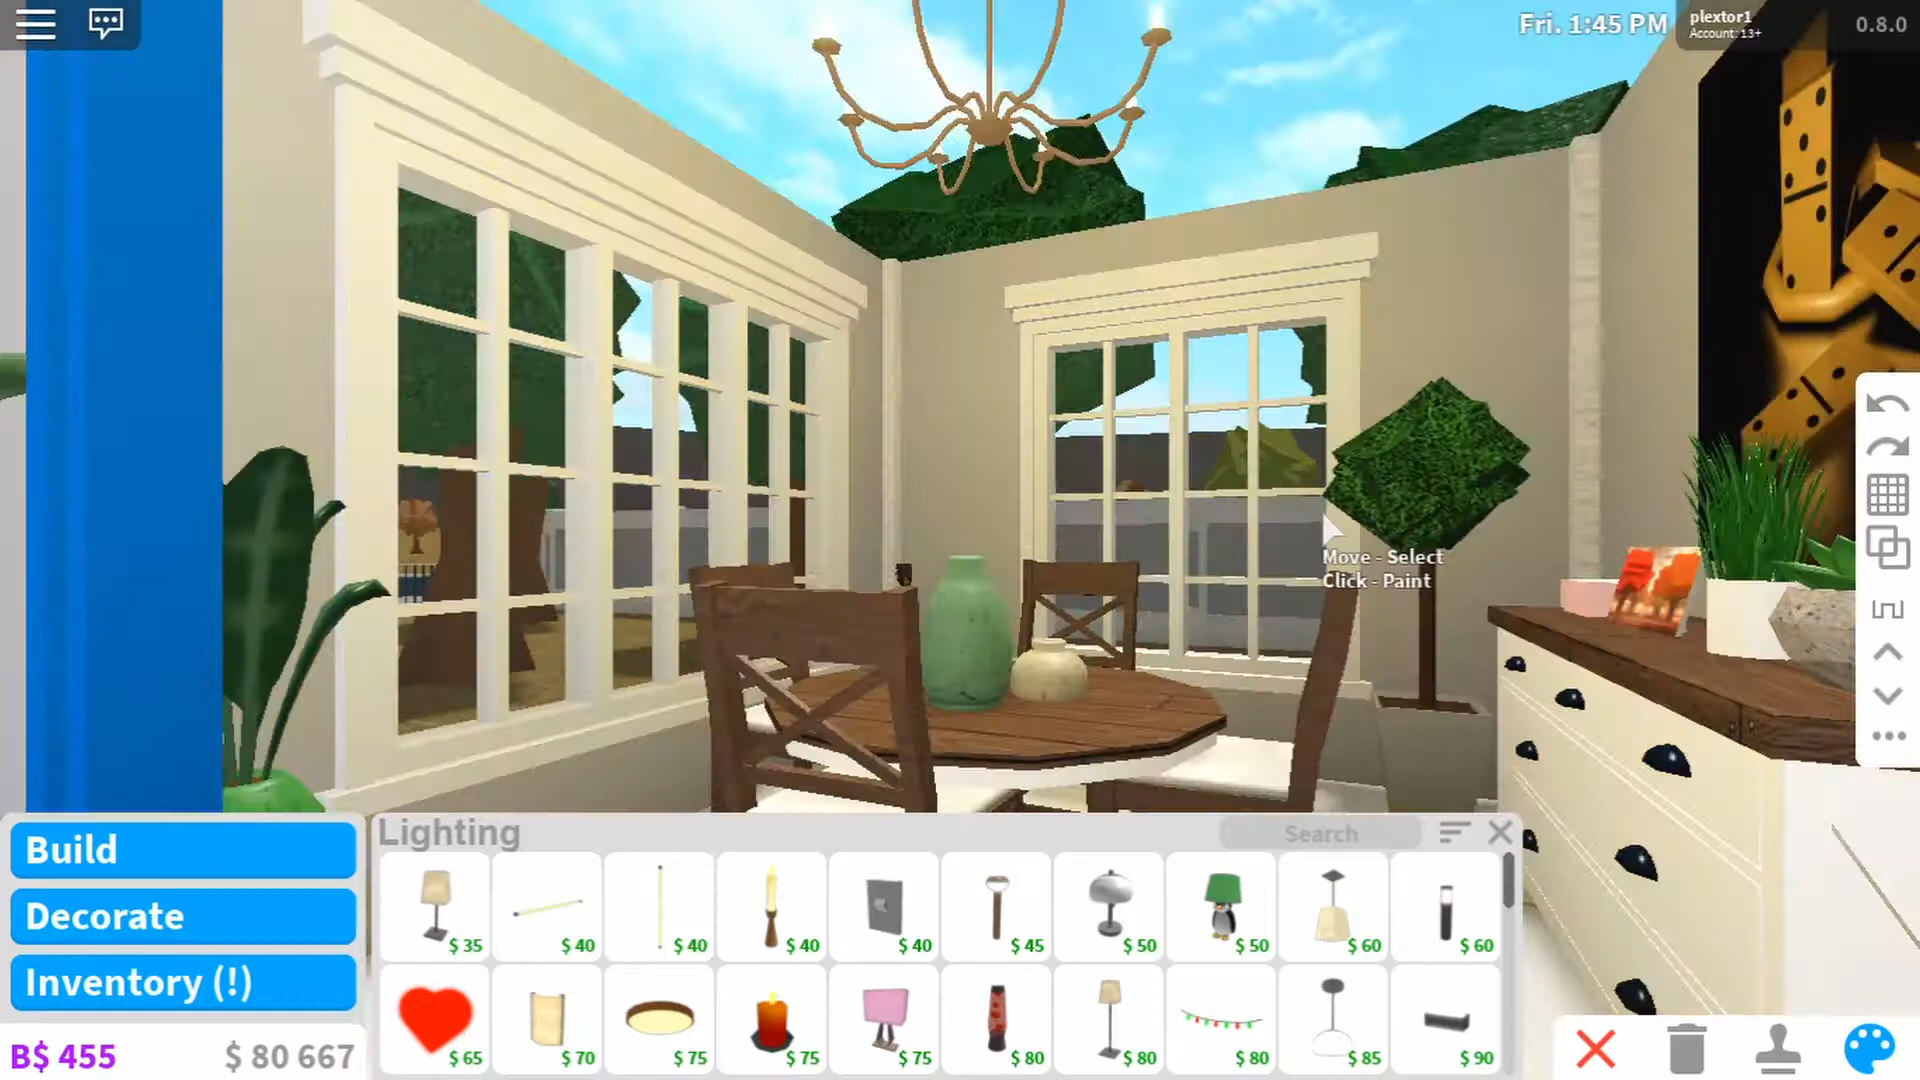 Fri. 1:45 PM
plextor1
Account: 13+
0.8.0
Move - Select
Click - Paint
Build
Decorate
Inventory (!)
B$ 455
$ 80 667
Lighting
Search
$ 35
$ 40
$ 40
$ 40
$ 40
$ 45
$ 50
$ 50
$ 60
$ 60
$ 65
$ 70
$ 75
$ 75
$ 75
$ 80
$ 80
$ 80
$ 85
$ 90